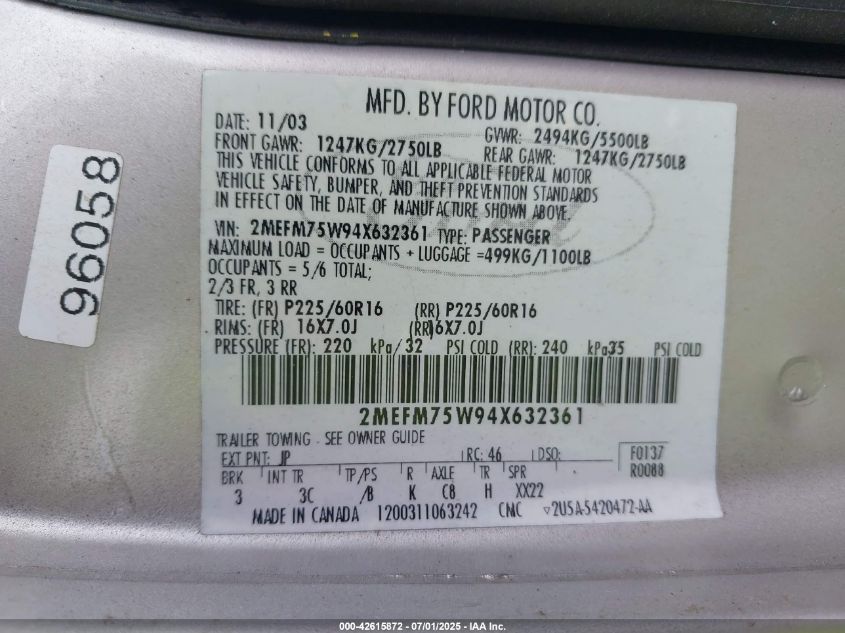 96058
MFD. BY FORD MOTOR CO.
DATE: 11/03 GVWR: 2494KG/5500LB
FRONT GAWR: 1247KG/2750LB REAR GAWR: 1247KG/2750LB
THIS VEHICLE CONFORMS TO ALL APPLICABLE FEDERAL MOTOR
VEHICLE SAFETY, BUMPER, AND THEFT PREVENTION STANDARDS
IN EFFECT ON THE DATE OF MANUFACTURE SHOWN ABOVE.
VIN: 2MEFM75W94X632361 TYPE: PASSENGER
MAXIMUM LOAD = OCCUPANTS + LUGGAGE =499KG/1100LB
OCCUPANTS = 5/6 TOTAL;
2/3 FR, 3 RR
TIRE: (FR) P225/60R16 (RR) P225/60R16
RIMS: (FR) 16X7.0J (RR)16X7.0J
PRESSURE (FR): 220 kPa/32 PSI COLD (RR): 240 kPa35 PSI COLD
2MEFM75W94X632361
TRAILER TOWING - SEE OWNER GUIDE
EXT PNT: JP RC: 46 DSO: F0137
BRK INT TR TP/PS R AXLE TR SPR R0088
3 3C /B K C8 H XX22
MADE IN CANADA 1200311063242 CMC ▽2U5A-5420472-AA
000-42615872 - 07/01/2025 - IAA Inc.